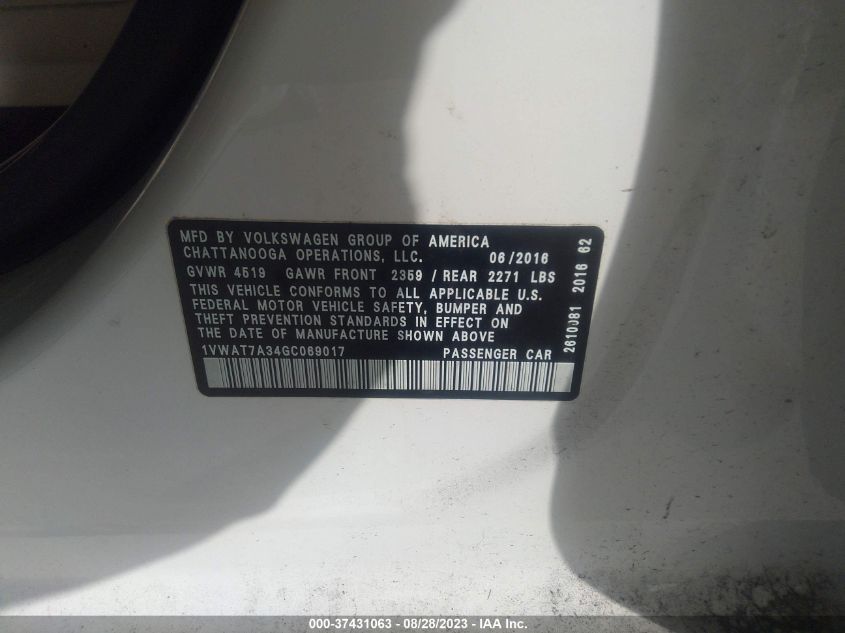 MFD BY VOLKSWAGEN GROUP OF AMERICA
CHATTANOOGA OPERATIONS, LLC. 06/2016
GVWR 4519 GAWR FRONT 2359 / REAR 2271 LBS
THIS VEHICLE CONFORMS TO ALL APPLICABLE U.S.
FEDERAL MOTOR VEHICLE SAFETY, BUMPER AND
THEFT PREVENTION STANDARDS IN EFFECT ON
THE DATE OF MANUFACTURE SHOWN ABOVE
1VWAT7A34GC069017 PASSENGER CAR
2610J81 2016 62
000-37431063 - 08/28/2023 - IAA Inc.